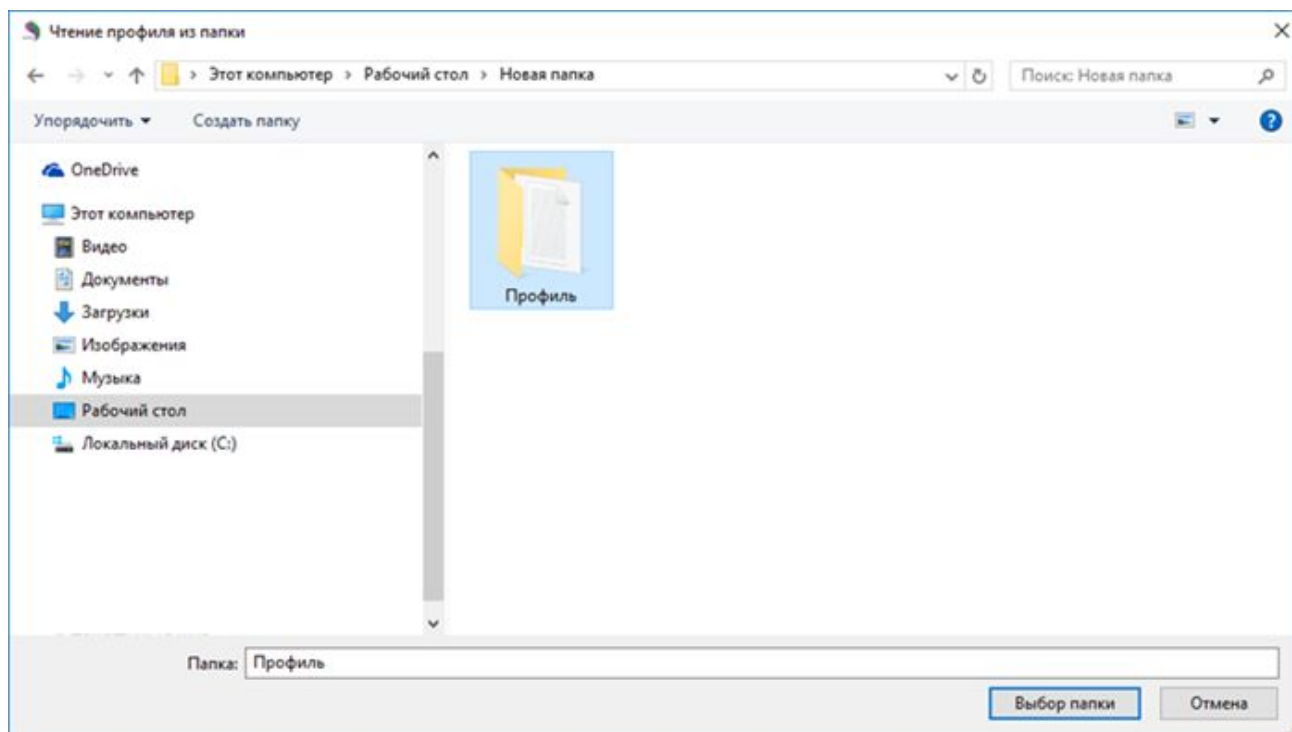 Чтение профиля из папки
Этот компьютер › Рабочий стол › Новая папка
Поиск: Новая папка
Упорядочить
Создать папку
OneDrive
Этот компьютер
Видео
Документы
Загрузки
Изображения
Музыка
Рабочий стол
Локальный диск (C:)
Профиль
Папка: Профиль
Выбор папки
Отмена